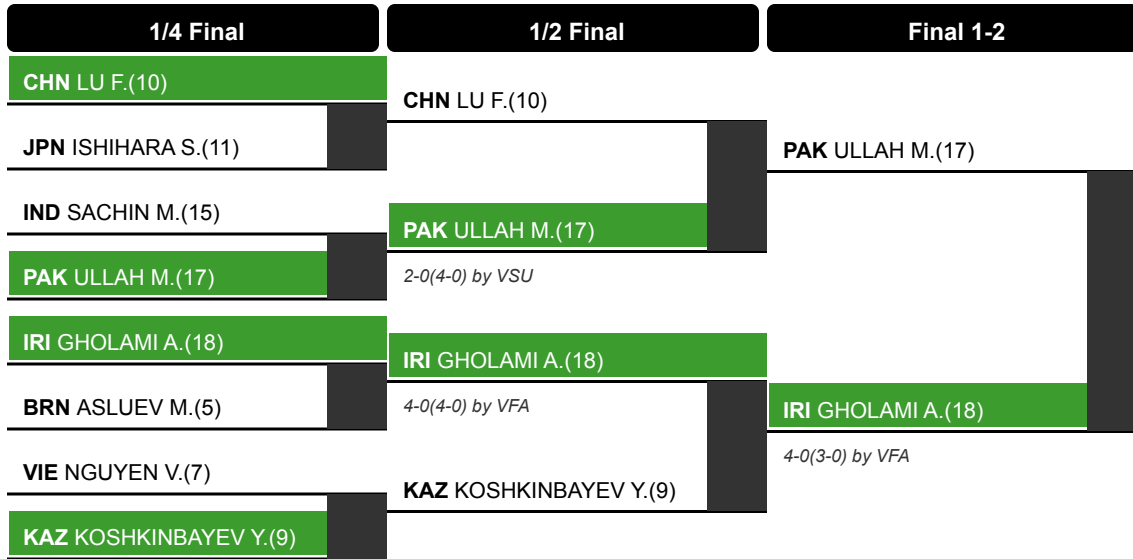 1/4 Final
1/2 Final
Final 1-2
CHN LU F.(10)
JPN ISHIHARA S.(11)
IND SACHIN M.(15)
PAK ULLAH M.(17)
IRI GHOLAMI A.(18)
BRN ASLUEV M.(5)
VIE NGUYEN V.(7)
KAZ KOSHKINBAYEV Y.(9)
CHN LU F.(10)
PAK ULLAH M.(17)
2-0(4-0) by VSU
IRI GHOLAMI A.(18)
4-0(4-0) by VFA
KAZ KOSHKINBAYEV Y.(9)
PAK ULLAH M.(17)
IRI GHOLAMI A.(18)
4-0(3-0) by VFA